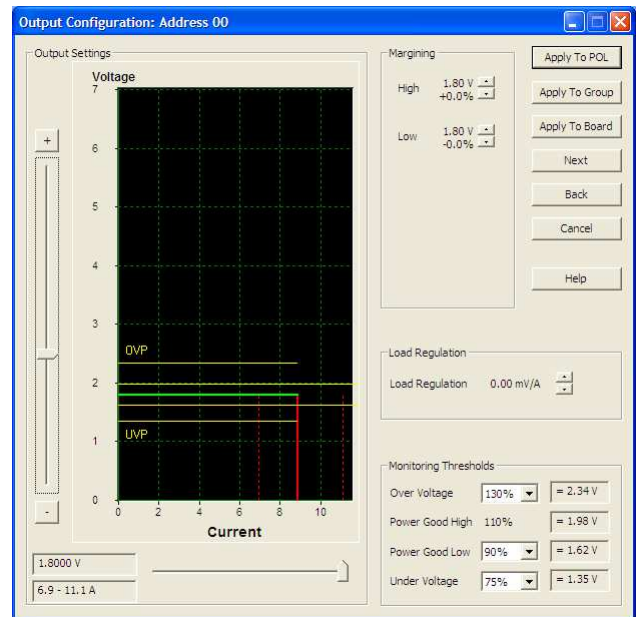 Output Configuration: Address 00
Output Settings
Voltage
7
6
5
4
3
2
1
0
OVP
UVP
0 2 4 6 8 10
Current
+
-
1.8000 V
6.9 - 11.1 A
Margining
High 1.80 V
+0.0%
Low 1.80 V
-0.0%
Apply To POL
Apply To Group
Apply To Board
Next
Back
Cancel
Help
Load Regulation
Load Regulation 0.00 mV/A
Monitoring Thresholds
Over Voltage 130% = 2.34 V
Power Good High 110% = 1.98 V
Power Good Low 90% = 1.62 V
Under Voltage 75% = 1.35 V